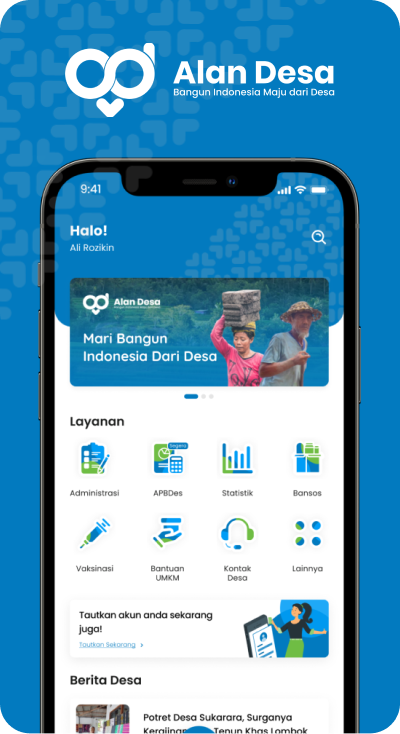 Alan Desa
Bangun Indonesia Maju dari Desa
9:41
Halo!
Ali Rozikin
Alan Desa
Mari Bangun
Indonesia Dari Desa
Layanan
Segera
Administrasi
APBDes
Statistik
Bansos
Vaksinasi
Bantuan
UMKM
Kontak
Desa
Lainnya
Tautkan akun anda sekarang
juga!
Tautkan Sekarang
Berita Desa
Potret Desa Sukarara, Surganya
Tenun Khas Lombok